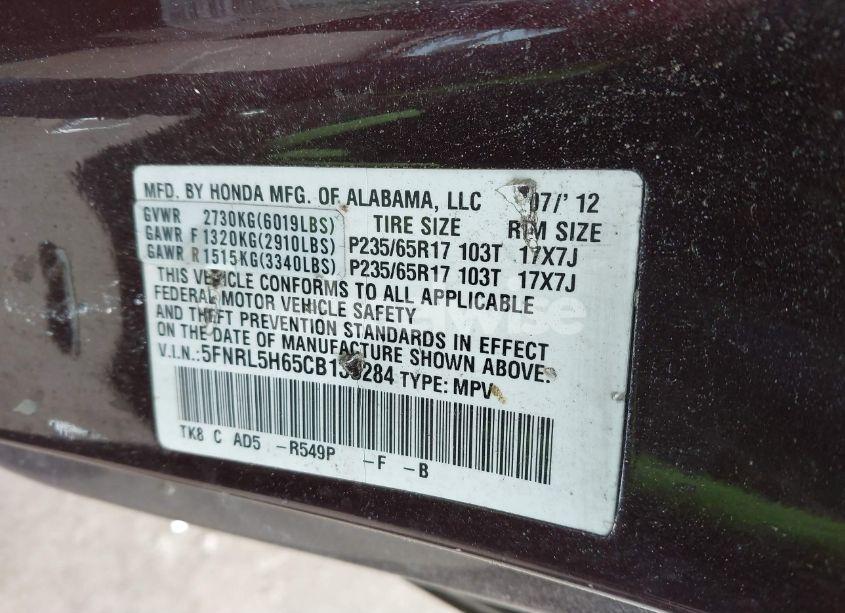 MFD. BY HONDA MFG. OF ALABAMA, LLC 07/' 12
GVWR 2730KG(6019LBS) TIRE SIZE RIM SIZE
GAWR F 1320KG(2910LBS) P235/65R17 103T 17X7J
GAWR R 1515KG(3340LBS) P235/65R17 103T 17X7J
THIS VEHICLE CONFORMS TO ALL APPLICABLE
FEDERAL MOTOR VEHICLE SAFETY
AND THEFT PREVENTION STANDARDS IN EFFECT
ON THE DATE OF MANUFACTURE SHOWN ABOVE.
V.I.N.: TYPE: MPV
TK8 C AD5 -R549P -F -B